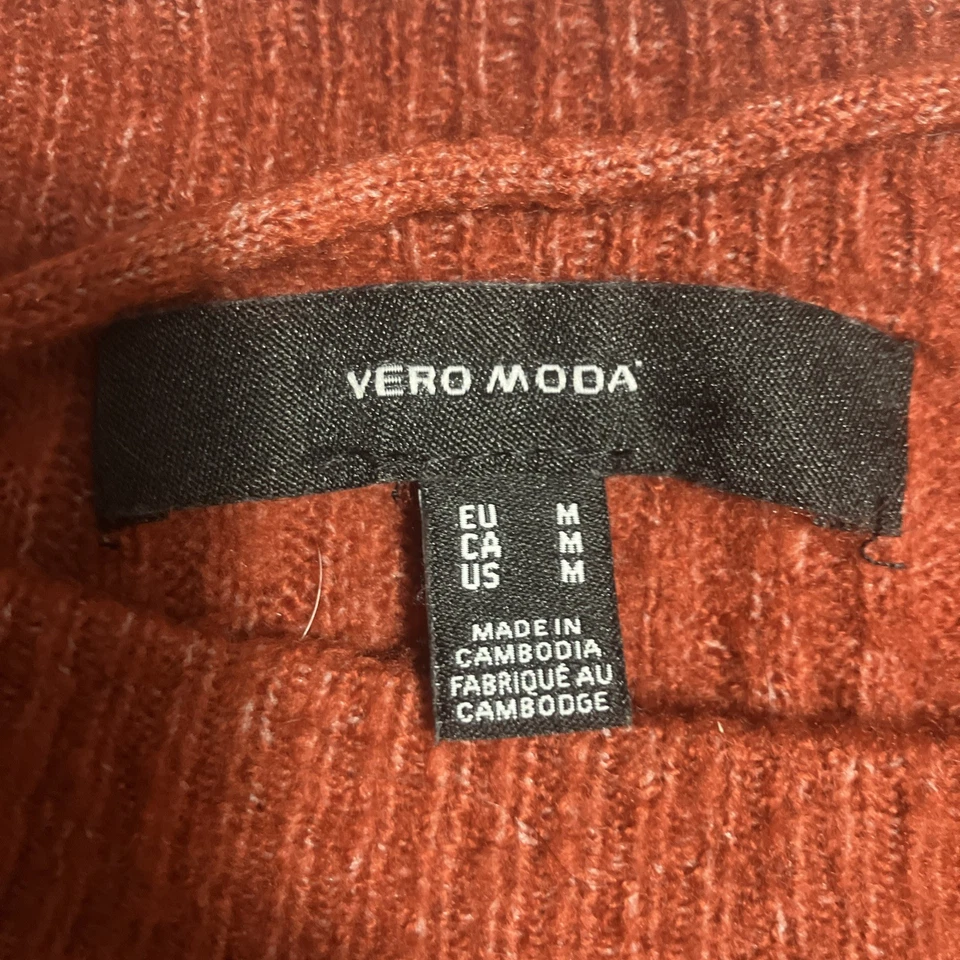 VERO MODA
EU M
CA M
US M
MADE IN
CAMBODIA
FABRIQUÉ AU
CAMBODGE